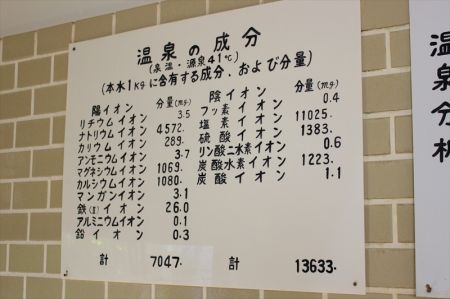 温泉の成分
(泉温・源泉41℃)
(本水1Kgに含有する成分、および分量)
陽イオン 分量(mg)
リチウムイオン 3.5
ナトリウムイオン 4572.
カリウムイオン 289.
アンモニウムイオン 3.7
マグネシウムイオン 1069.
カルシウムイオン 1080.
マンガンイオン 3.1
鉄(Ⅱ)イオン 26.0
アルミニウムイオン 0.1
鉛イオン 0.3
計 7047.
陰イオン 分量(mg)
フッ素イオン 0.4
塩素イオン 11025.
硫酸イオン 1383.
リン酸二水素イオン 0.6
炭酸水素イオン 1223.
炭酸イオン 1.1
計 13633.
温泉分析